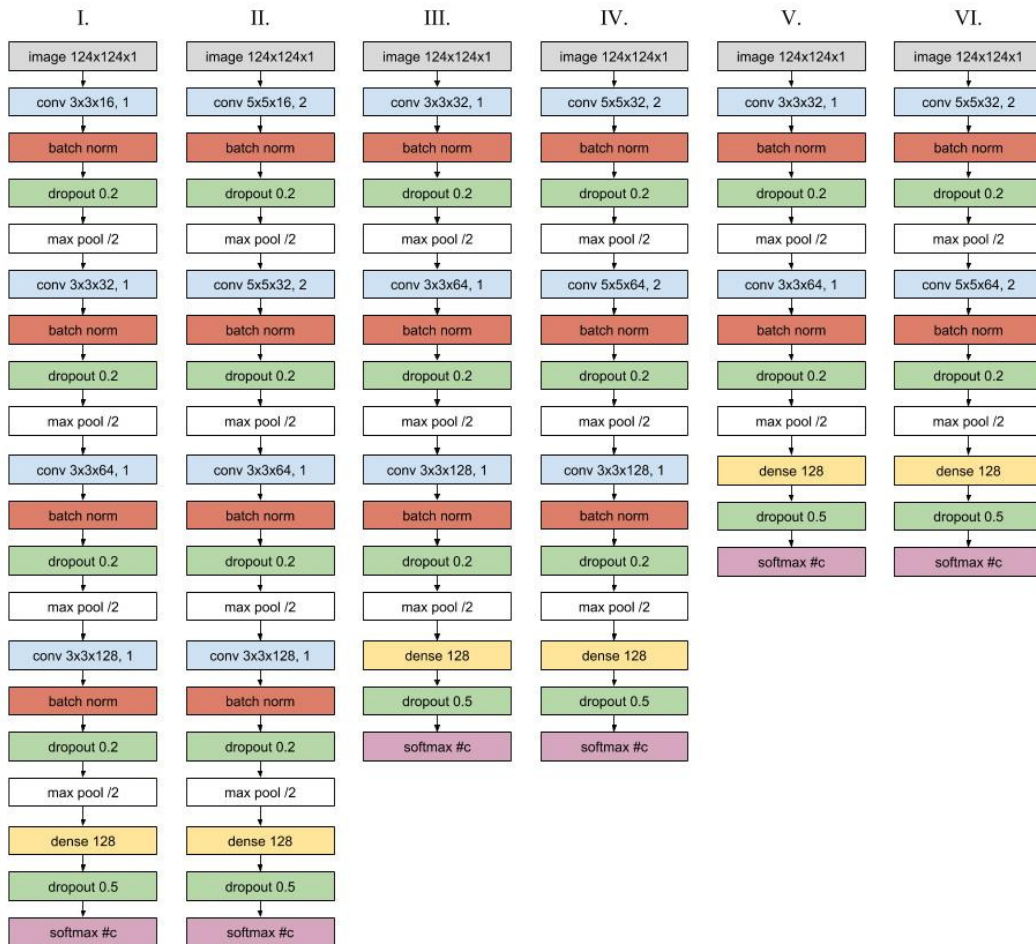 I. II. III. IV. V. VI.
image 124x124x1 image 124x124x1 image 124x124x1 image 124x124x1 image 124x124x1 image 124x124x1
conv 3x3x16, 1 conv 5x5x16, 2 conv 3x3x32, 1 conv 5x5x32, 2 conv 3x3x32, 1 conv 5x5x32, 2
batch norm batch norm batch norm batch norm batch norm batch norm
dropout 0.2 dropout 0.2 dropout 0.2 dropout 0.2 dropout 0.2 dropout 0.2
max pool /2 max pool /2 max pool /2 max pool /2 max pool /2 max pool /2
conv 3x3x32, 1 conv 5x5x32, 2 conv 3x3x64, 1 conv 5x5x64, 2 conv 3x3x64, 1 conv 5x5x64, 2
batch norm batch norm batch norm batch norm batch norm batch norm
dropout 0.2 dropout 0.2 dropout 0.2 dropout 0.2 dropout 0.2 dropout 0.2
max pool /2 max pool /2 max pool /2 max pool /2 max pool /2 max pool /2
conv 3x3x64, 1 conv 3x3x64, 1 conv 3x3x128, 1 conv 3x3x128, 1 dense 128 dense 128
batch norm batch norm batch norm batch norm dropout 0.5 dropout 0.5
dropout 0.2 dropout 0.2 dropout 0.2 dropout 0.2 softmax #c softmax #c
max pool /2 max pool /2 max pool /2 max pool /2
conv 3x3x128, 1 conv 3x3x128, 1 dense 128 dense 128
batch norm batch norm dropout 0.5 dropout 0.5
dropout 0.2 dropout 0.2 softmax #c softmax #c
max pool /2 max pool /2
dense 128 dense 128
dropout 0.5 dropout 0.5
softmax #c softmax #c